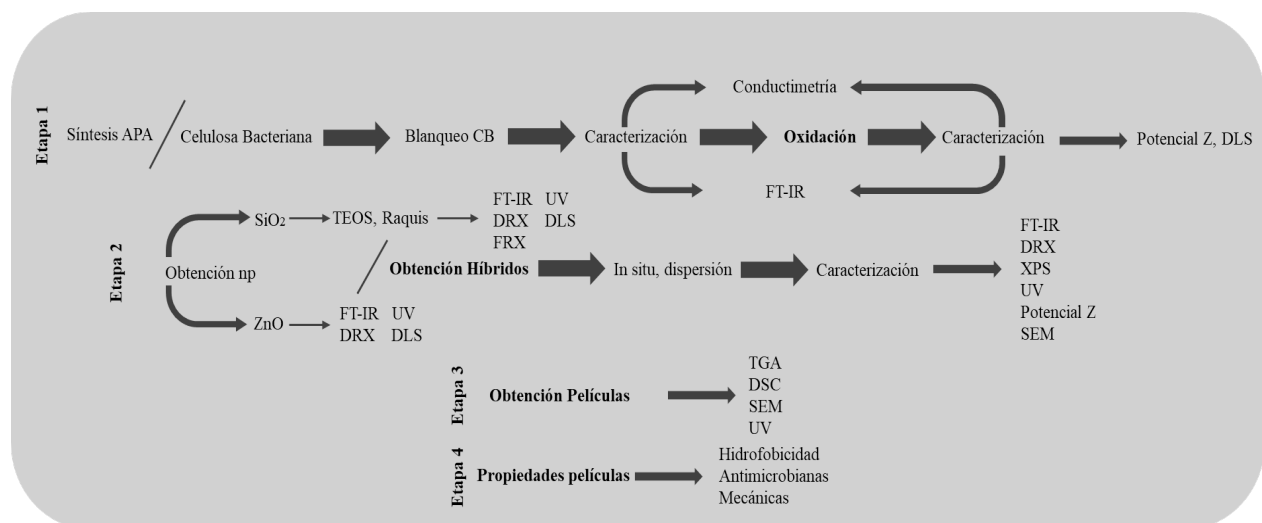 Etapa 1
Conductimetría
Síntesis APA
Celulosa Bacteriana
Blanqueo CB
Caracterización
Oxidación
Caracterización
Potencial Z, DLS
FT-IR
Etapa 2
Obtención np
SiO₂
TEOS, Raquis
FT-IR UV
DRX DLS
FRX
ZnO
FT-IR UV
DRX DLS
Obtención Híbridos
In situ, dispersión
Caracterización
FT-IR
DRX
XPS
UV
Potencial Z
SEM
Etapa 3
Obtención Películas
TGA
DSC
SEM
UV
Etapa 4
Propiedades películas
Hidrofobicidad
Antimicrobianas
Mecánicas